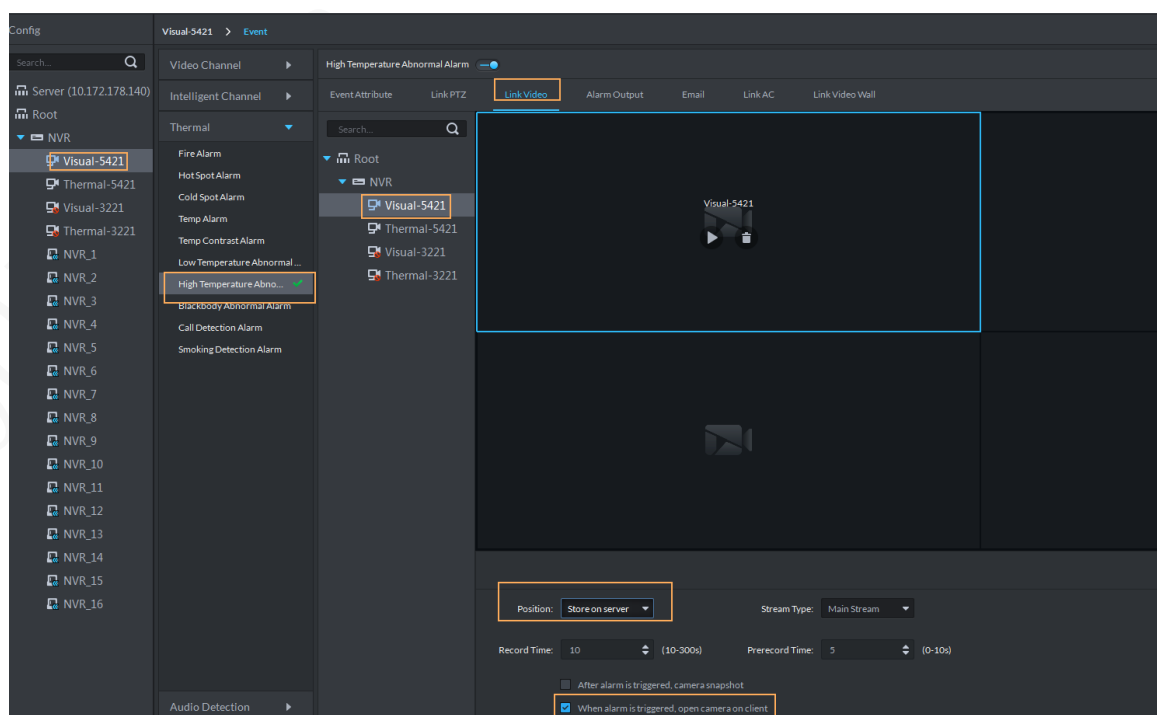 Config
Visual-5421 > Event
Search...
Server (10.172.178.140)
Root
NVR
Visual-5421
Thermal-5421
Visual-3221
Thermal-3221
NVR_1
NVR_2
NVR_3
NVR_4
NVR_5
NVR_6
NVR_7
NVR_8
NVR_9
NVR_10
NVR_11
NVR_12
NVR_13
NVR_14
NVR_15
NVR_16
Video Channel
Intelligent Channel
Thermal
Fire Alarm
Hot Spot Alarm
Cold Spot Alarm
Temp Alarm
Temp Contrast Alarm
Low Temperature Abnormal ...
High Temperature Abno...
Blackbody Abnormal Alarm
Call Detection Alarm
Smoking Detection Alarm
Audio Detection
High Temperature Abnormal Alarm
Event Attribute Link PTZ Link Video Alarm Output Email Link AC Link Video Wall
Search...
Root
NVR
Visual-5421
Thermal-5421
Visual-3221
Thermal-3221
Visual-5421
Position: Store on server Stream Type: Main Stream
Record Time: 10 (10-300s) Prerecord Time: 5 (0-10s)
After alarm is triggered, camera snapshot
When alarm is triggered, open camera on client